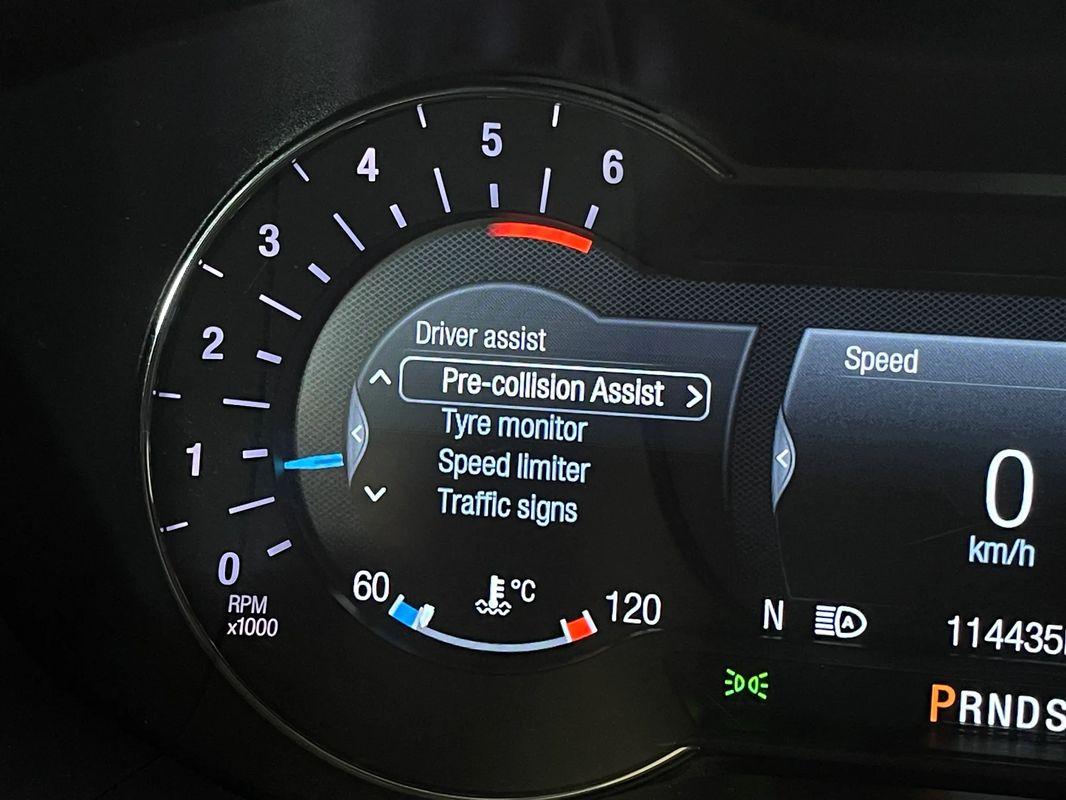 6
5
4
3
2
1
0
RPM
x1000
Driver assist
Pre-collision Assist
Tyre monitor
Speed limiter
Traffic signs
60
°C
120
Speed
0
km/h
N
A
114435
PRNDS